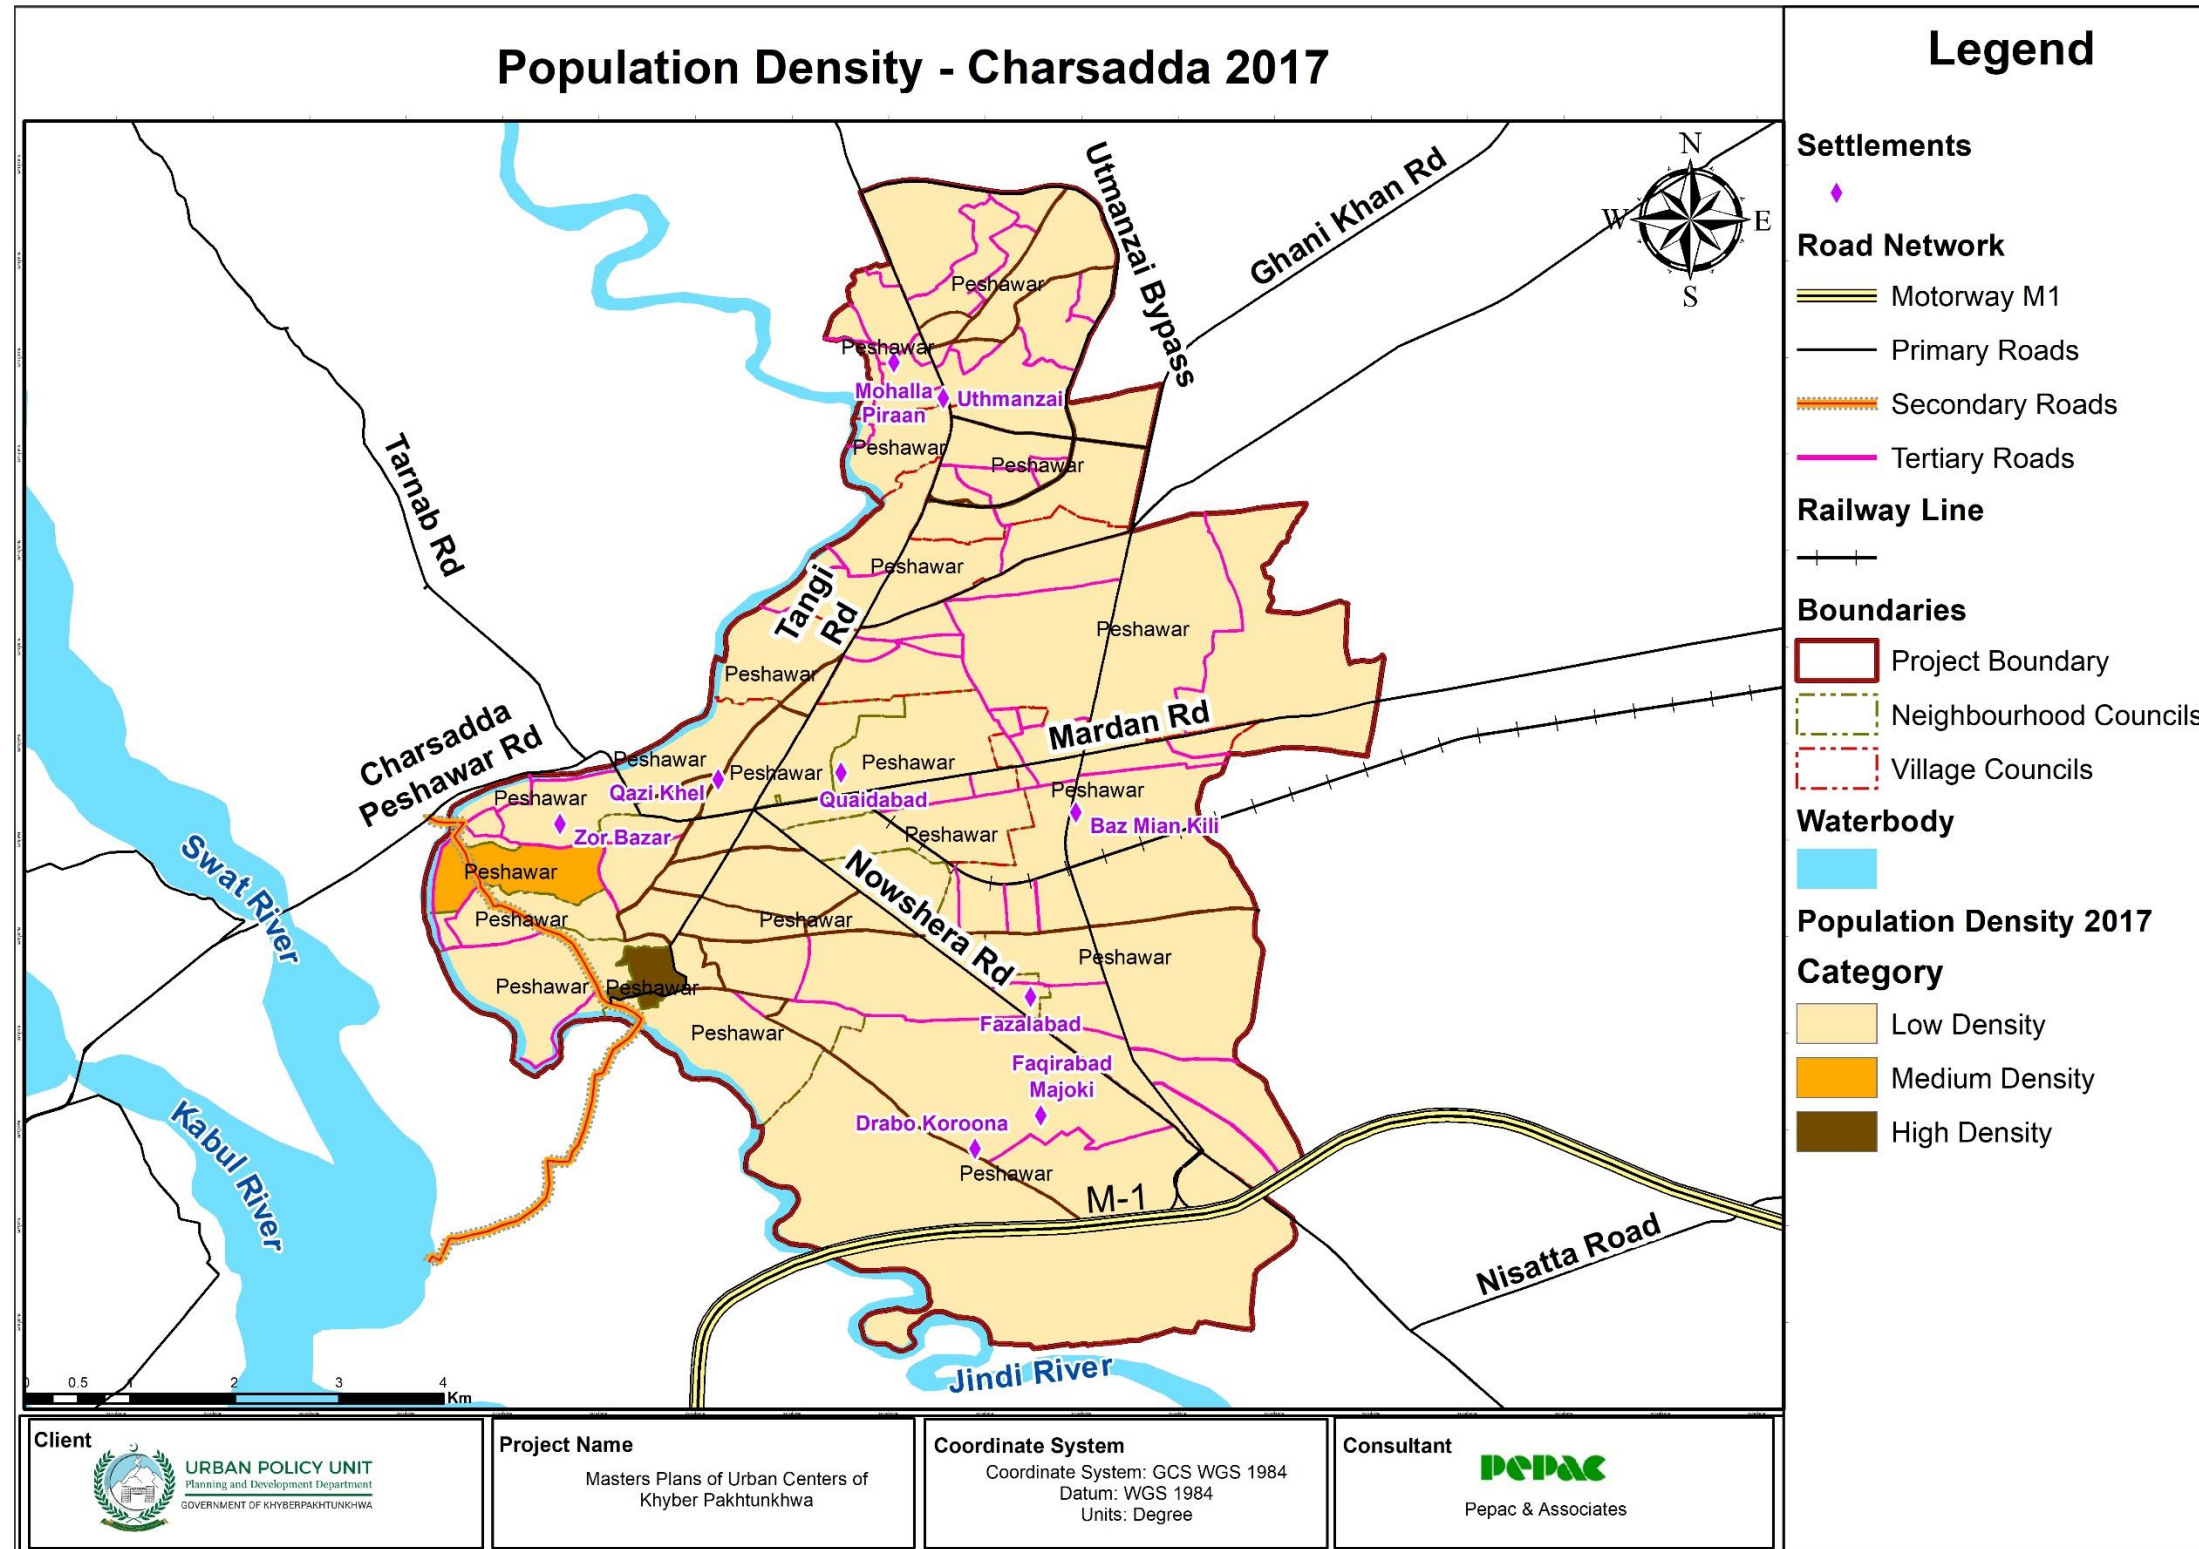 Population Density - Charsadda 2017
Legend
Settlements
Road Network
Motorway M1
Primary Roads
Secondary Roads
Tertiary Roads
Railway Line
Boundaries
Project Boundary
Neighbourhood Councils
Village Councils
Waterbody
Population Density 2017
Category
Low Density
Medium Density
High Density
N
W
E
S
Utmanzai Bypass
Ghani Khan Rd
Peshawar
Peshawar
Mohalla
Piraan
Uthmanzai
Peshawar
Peshawar
Tarnab Rd
Peshawar
Tangi
Rd
Peshawar
Peshawar
Mardan Rd
Charsadda
Peshawar Rd
Peshawar
Peshawar
Peshawar
Qazi Khel
Quaidabad
Peshawar
Peshawar
Zor Bazar
Baz Mian Kili
Peshawar
Swat River
Peshawar
Nowshera Rd
Peshawar
Peshawar
Peshawar
Peshawar
Peshawar
Peshawar
Fazalabad
Faqirabad
Majoki
Kabul River
Drabo Koroona
Peshawar
M-1
Nisatta Road
Jindi River
0 0.5 1 2 3 4
Km
Client
URBAN POLICY UNIT
Planning and Development Department
GOVERNMENT OF KHYBERPAKHTUNKHWA
Project Name
Masters Plans of Urban Centers of
Khyber Pakhtunkhwa
Coordinate System
Coordinate System: GCS WGS 1984
Datum: WGS 1984
Units: Degree
Consultant
PEPAC
Pepac & Associates